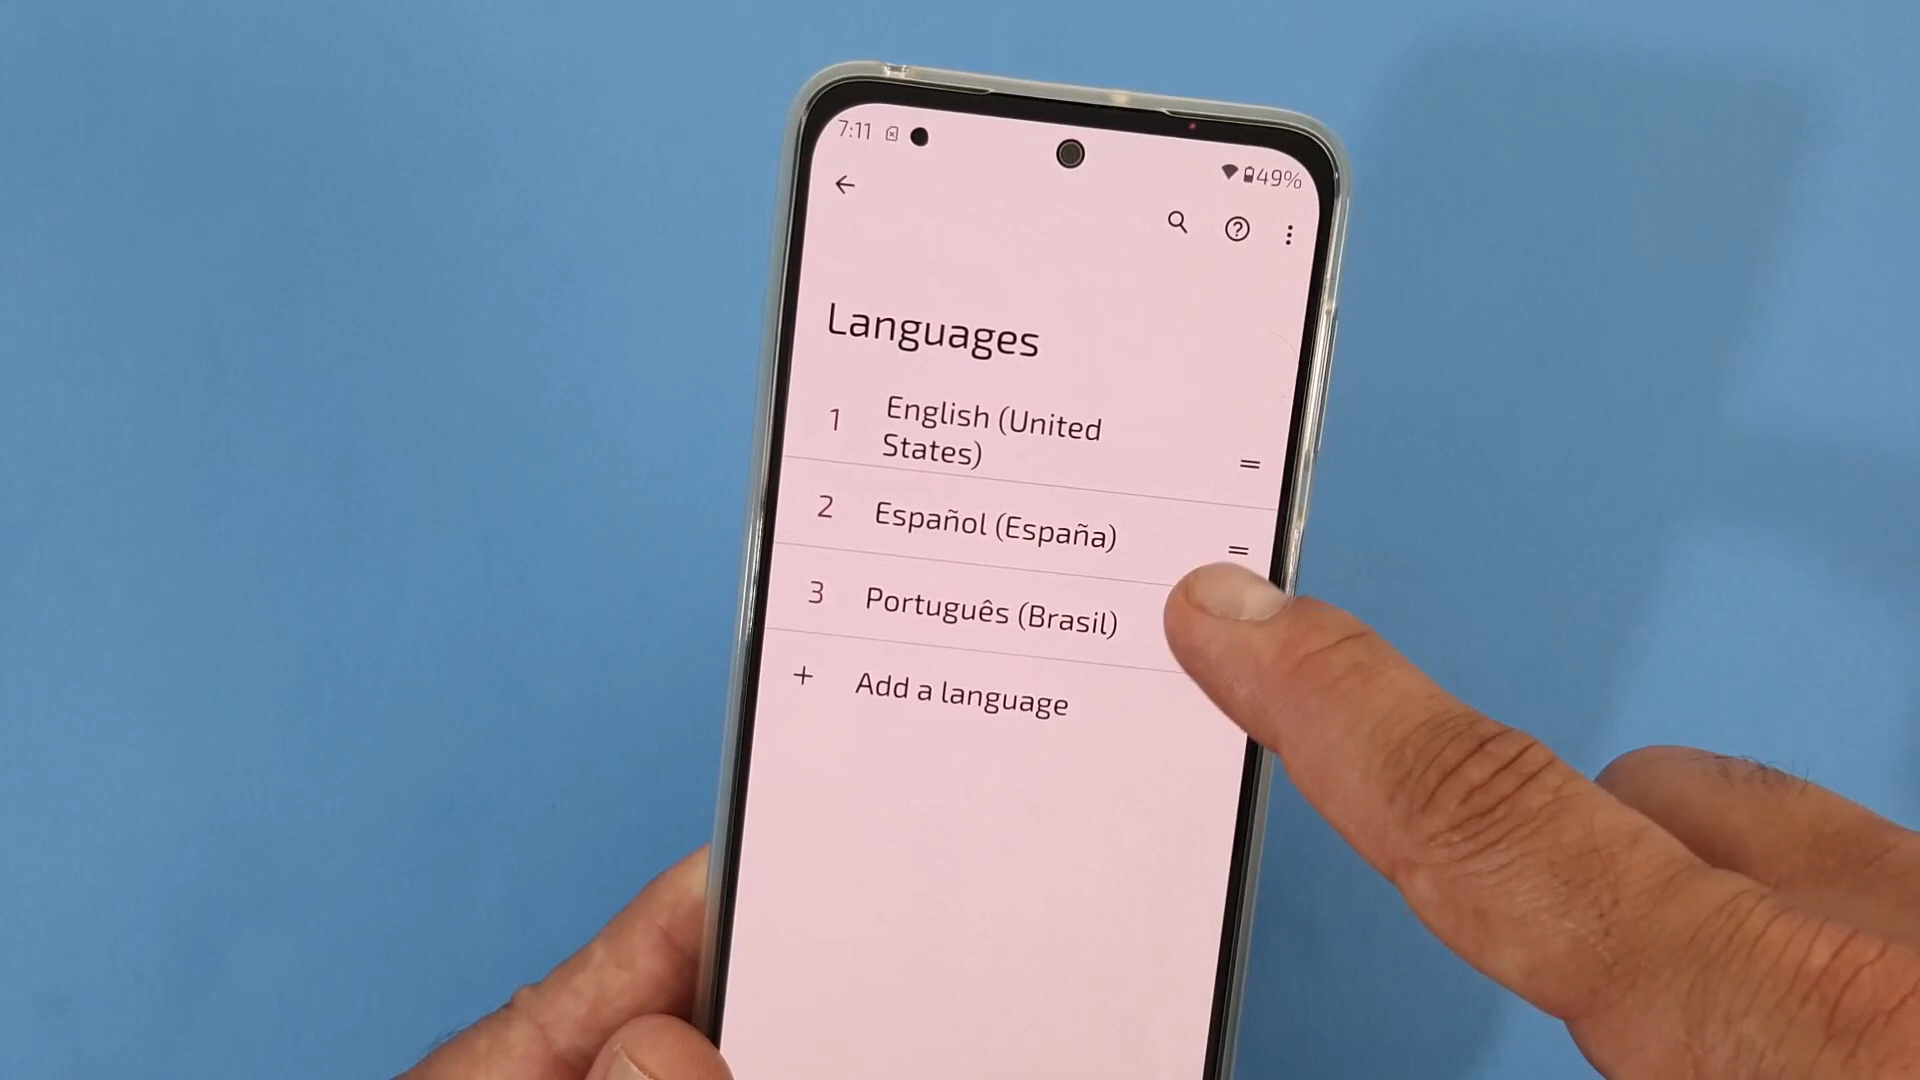 7:11
49%
Languages
1 English (United
States)
2 Español (España)
3 Português (Brasil)
+ Add a language